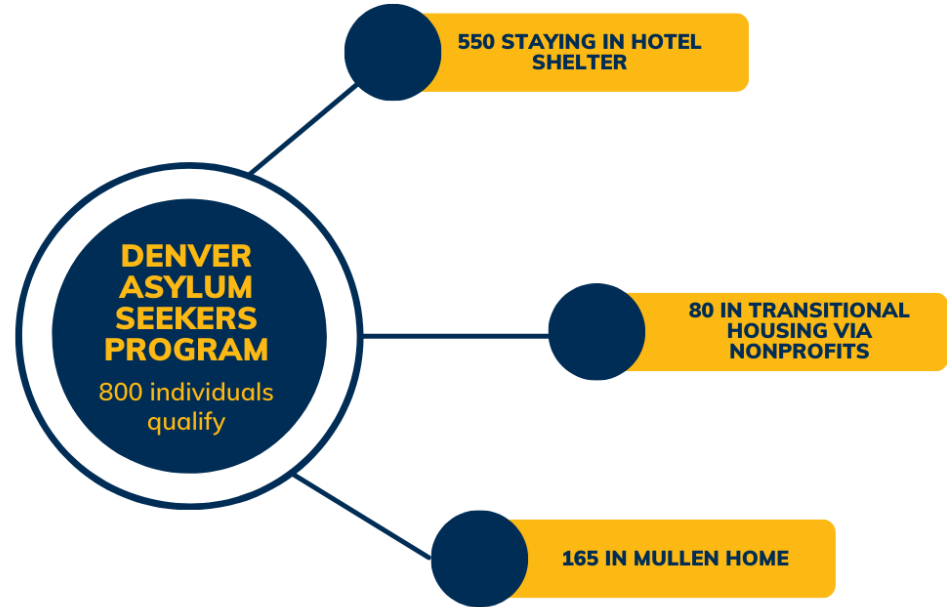 550 STAYING IN HOTEL
SHELTER
DENVER
ASYLUM
SEEKERS
PROGRAM
800 individuals
qualify
80 IN TRANSITIONAL
HOUSING VIA
NONPROFITS
165 IN MULLEN HOME